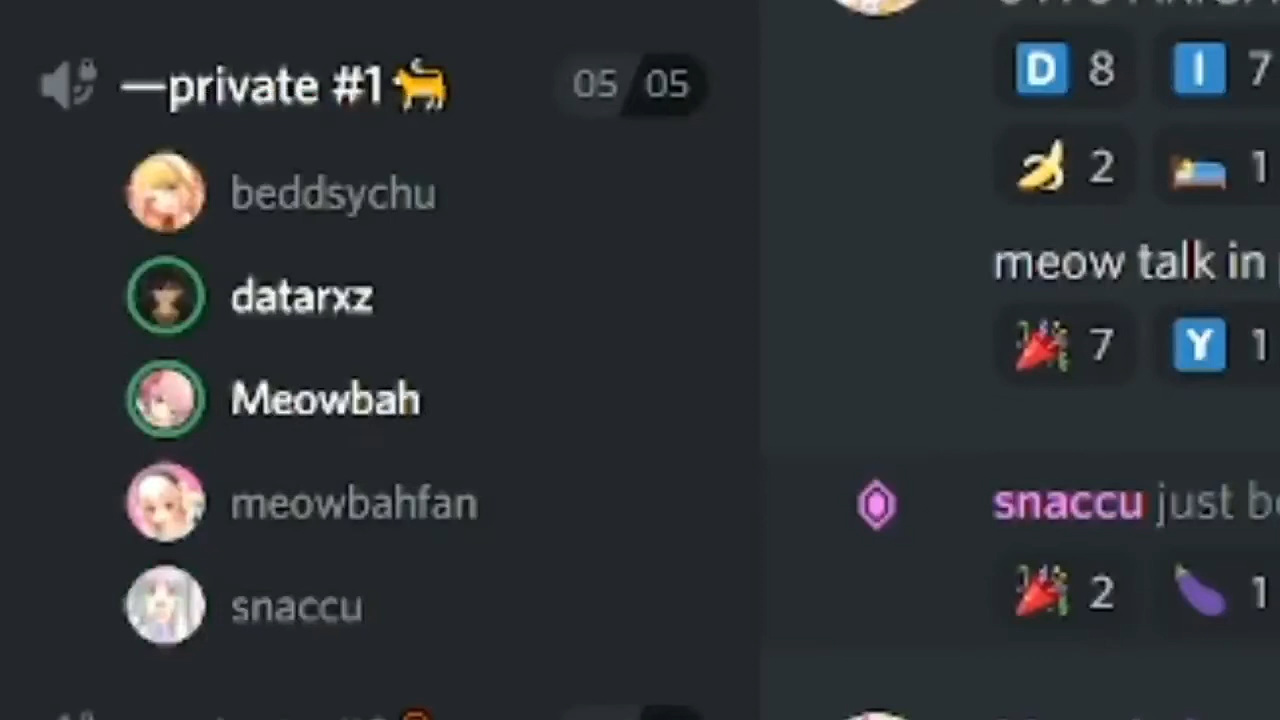 —private #1 05 / 05
beddsychu
datarxz
Meowbah
meowbahfan
snaccu
D 8 I 7
2 1
meow talk in
7 Y 1
snaccu just
2 1